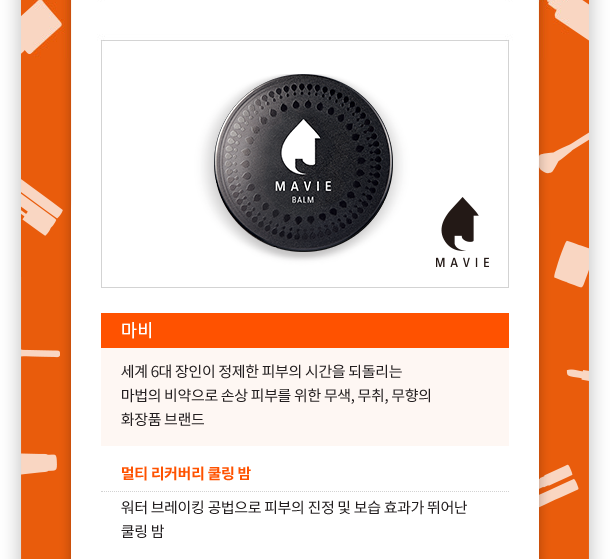 MAVIE
BALM
MAVIE
마비
세계 6대 장인이 정제한 피부의 시간을 되돌리는
마법의 비약으로 손상 피부를 위한 무색, 무취, 무향의
화장품 브랜드
멀티 리커버리 쿨링 밤
워터 브레이킹 공법으로 피부의 진정 및 보습 효과가 뛰어난
쿨링 밤